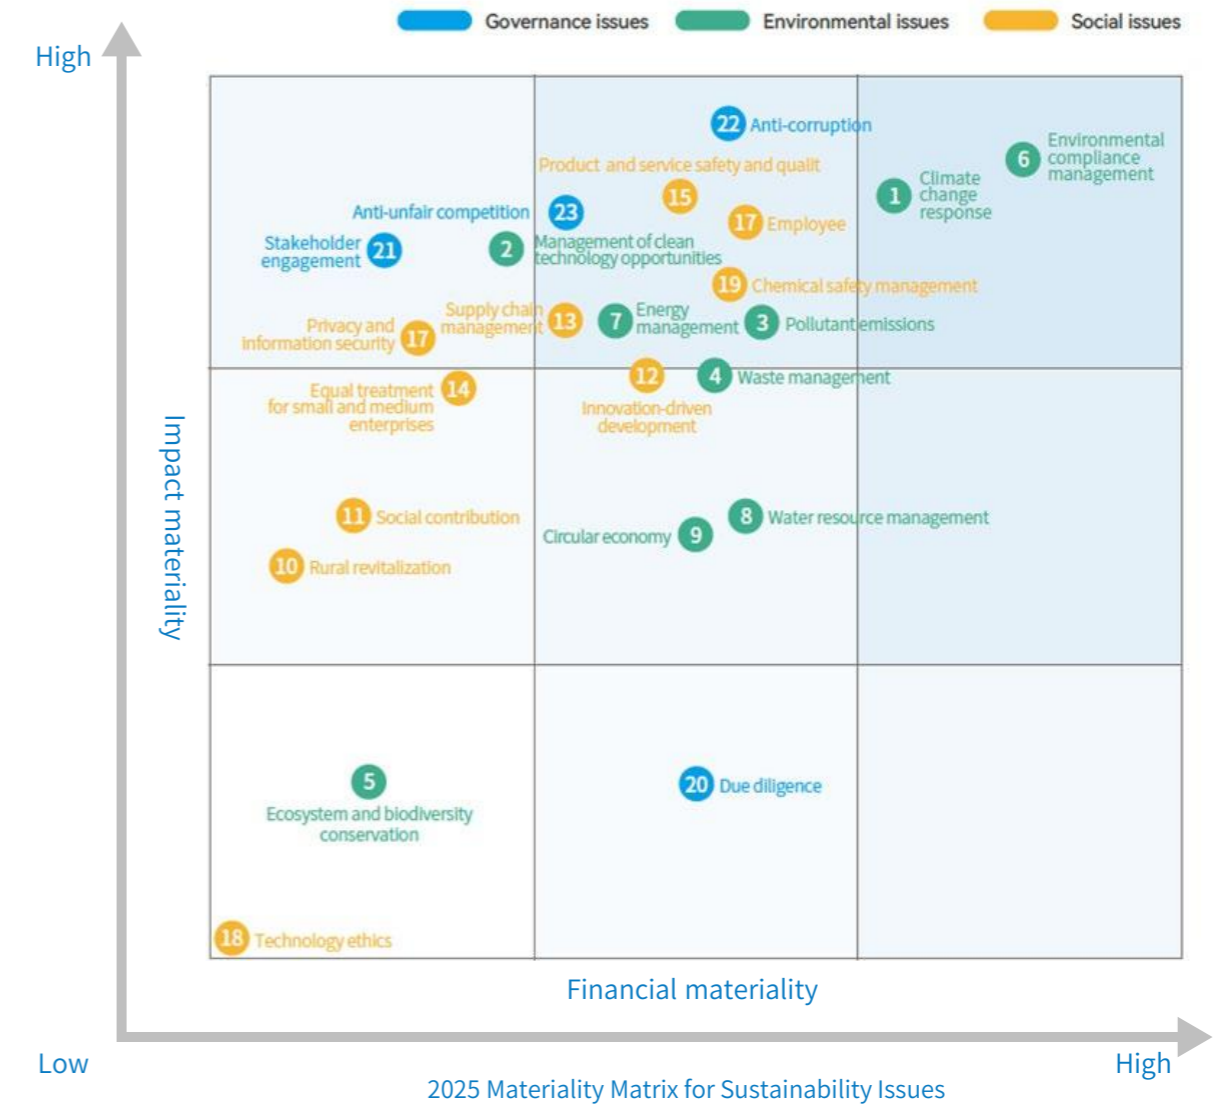 Governance issues
Environmental issues
Social issues
High
22 Anti-corruption
6 Environmental
compliance
management
Product and service safety and qualit
15
1 Climate
change
response
Anti-unfair competition 23
17 Employee
Stakeholder
engagement 21
2 Management of clean
technology opportunities
19 Chemical safety management
Supply chain
management 13
7 Energy
management
3 Pollutant emissions
Privacy and
information security 17
12
Innovation-driven
development
4 Waste management
Equal treatment
for small and medium
enterprises 14
Impact materiality
11 Social contribution
8 Water resource management
Circular economy 9
10 Rural revitalization
5
Ecosystem and biodiversity
conservation
20 Due diligence
18 Technology ethics
Financial materiality
Low
High
2025 Materiality Matrix for Sustainability Issues